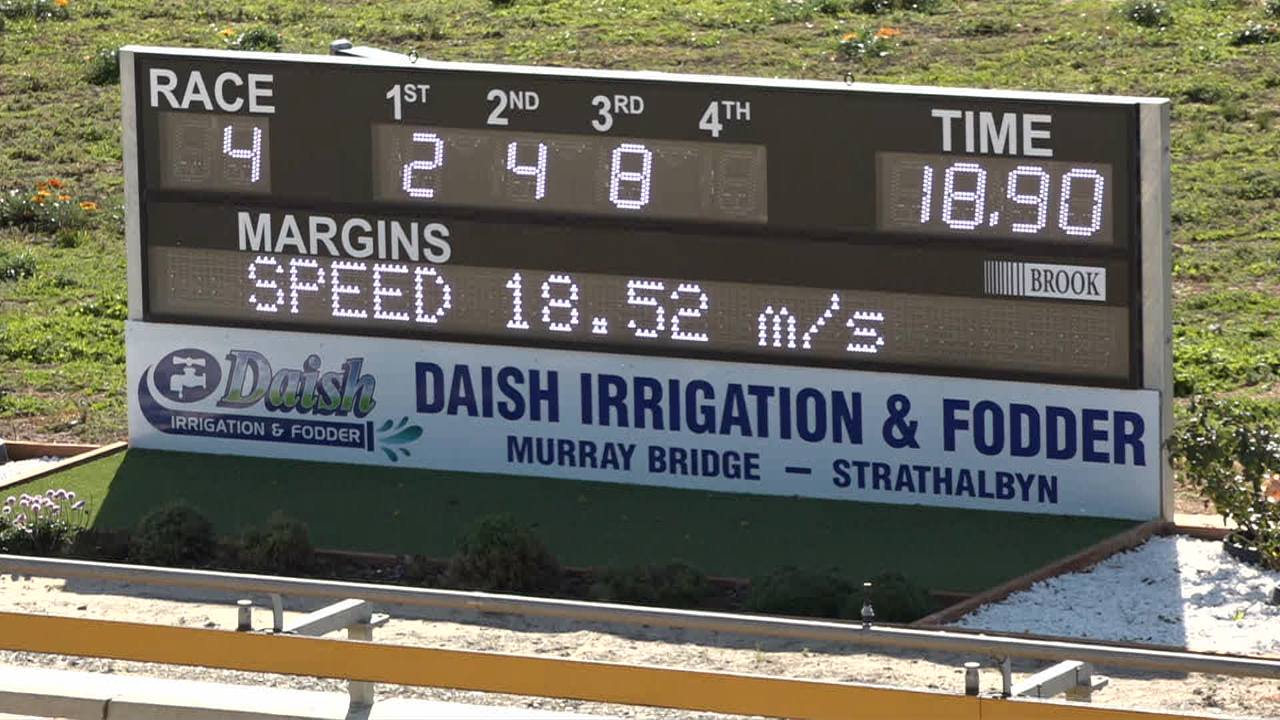 RACE 1ST 2ND 3RD 4TH TIME
4 2 4 8 18.90
MARGINS
BROOK
SPEED 18.52 m/s
Daish
IRRIGATION & FODDER
DAISH IRRIGATION & FODDER
MURRAY BRIDGE – STRATHALBYN